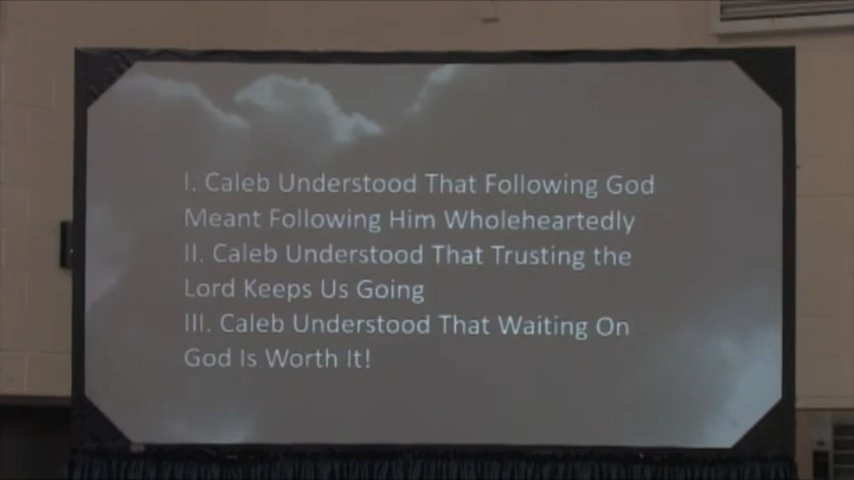 I. Caleb Understood That Following God
Meant Following Him Wholeheartedly
II. Caleb Understood That Trusting the
Lord Keeps Us Going
III. Caleb Understood That Waiting On
God Is Worth It!